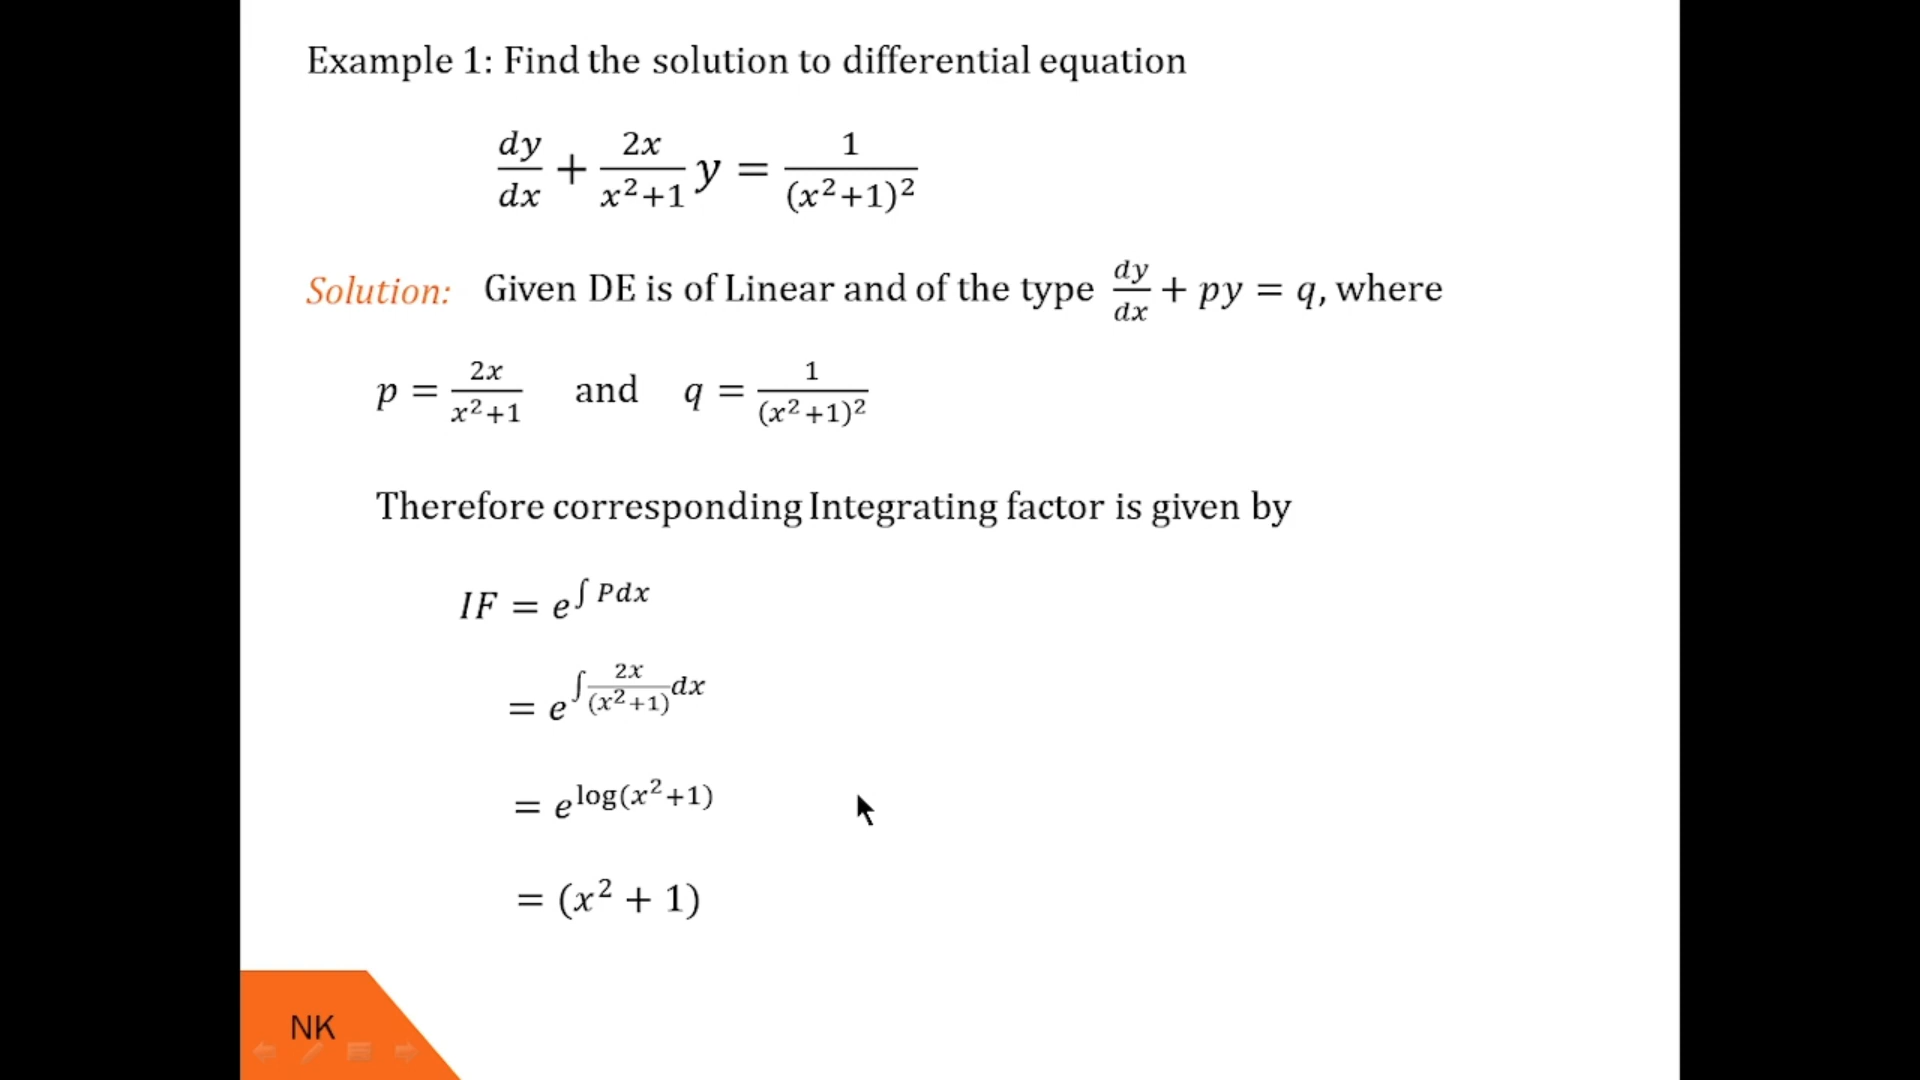 Example 1: Find the solution to differential equation
dy/dx + 2x/x²+1 y = 1/(x²+1)²
Solution: Given DE is of Linear and of the type dy/dx + py = q, where
p = 2x/x²+1 and q = 1/(x²+1)²
Therefore corresponding Integrating factor is given by
IF = e^∫ Pdx
= e^∫ 2x/(x²+1) dx
= e^log(x²+1)
= (x² + 1)
NK